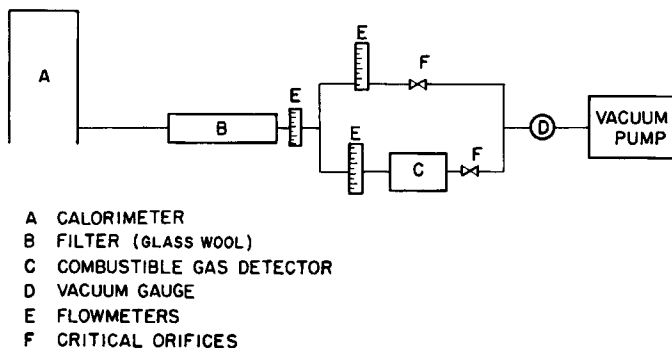 E
F
A
E
B
E
F
C
D
VACUUM
PUMP
A CALORIMETER
B FILTER (GLASS WOOL)
C COMBUSTIBLE GAS DETECTOR
D VACUUM GAUGE
E FLOWMETERS
F CRITICAL ORIFICES